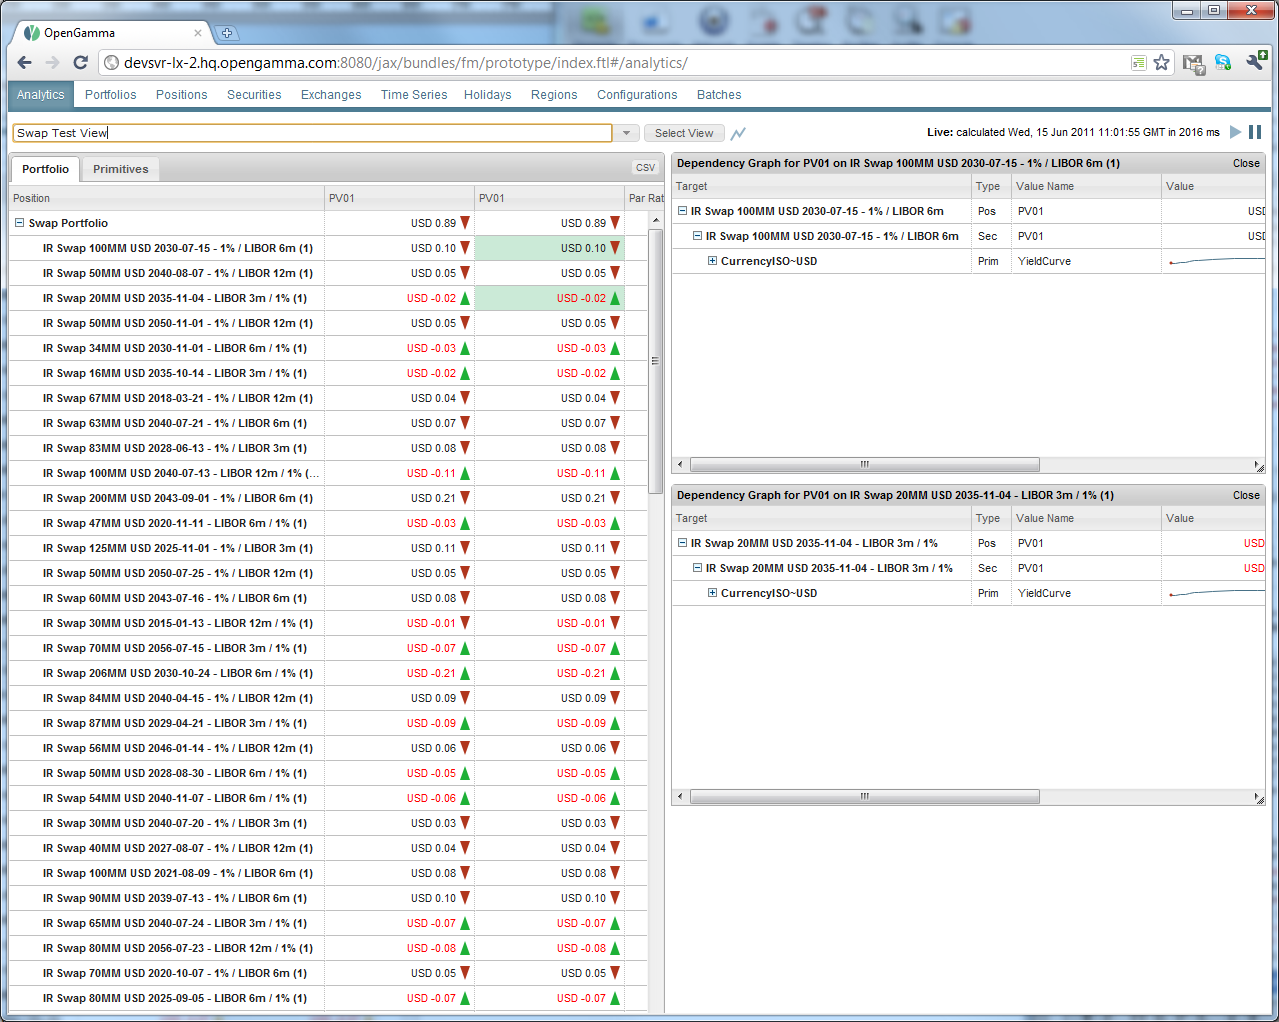 OpenGamma
devsvr-lx-2.hq.opengamma.com:8080/jax/bundles/fm/prototype/index.ftl#/analytics/
Analytics Portfolios Positions Securities Exchanges Time Series Holidays Regions Configurations Batches
Swap Test View Select View Live: calculated Wed, 15 Jun 2011 11:01:55 GMT in 2016 ms
Portfolio Primitives CSV
Position PV01 PV01 Par Rat
Swap Portfolio USD 0.89 USD 0.89
IR Swap 100MM USD 2030-07-15 - 1% / LIBOR 6m (1) USD 0.10 USD 0.10
IR Swap 50MM USD 2040-08-07 - 1% / LIBOR 12m (1) USD 0.05 USD 0.05
IR Swap 20MM USD 2035-11-04 - LIBOR 3m / 1% (1) USD -0.02 USD -0.02
IR Swap 50MM USD 2050-11-01 - 1% / LIBOR 12m (1) USD 0.05 USD 0.05
IR Swap 34MM USD 2030-11-01 - LIBOR 6m / 1% (1) USD -0.03 USD -0.03
IR Swap 16MM USD 2035-10-14 - LIBOR 3m / 1% (1) USD -0.02 USD -0.02
IR Swap 67MM USD 2018-03-21 - 1% / LIBOR 12m (1) USD 0.04 USD 0.04
IR Swap 63MM USD 2040-07-21 - 1% / LIBOR 6m (1) USD 0.07 USD 0.07
IR Swap 83MM USD 2028-06-13 - 1% / LIBOR 3m (1) USD 0.08 USD 0.08
IR Swap 100MM USD 2040-07-13 - LIBOR 12m / 1% (... USD -0.11 USD -0.11
IR Swap 200MM USD 2043-09-01 - 1% / LIBOR 6m (1) USD 0.21 USD 0.21
IR Swap 47MM USD 2020-11-11 - LIBOR 6m / 1% (1) USD -0.03 USD -0.03
IR Swap 125MM USD 2025-11-01 - 1% / LIBOR 3m (1) USD 0.11 USD 0.11
IR Swap 50MM USD 2050-07-25 - 1% / LIBOR 12m (1) USD 0.05 USD 0.05
IR Swap 60MM USD 2043-07-16 - 1% / LIBOR 6m (1) USD 0.08 USD 0.08
IR Swap 30MM USD 2015-01-13 - LIBOR 12m / 1% (1) USD -0.01 USD -0.01
IR Swap 70MM USD 2056-07-15 - LIBOR 3m / 1% (1) USD -0.07 USD -0.07
IR Swap 206MM USD 2030-10-24 - LIBOR 6m / 1% (1) USD -0.21 USD -0.21
IR Swap 84MM USD 2040-04-15 - 1% / LIBOR 12m (1) USD 0.09 USD 0.09
IR Swap 87MM USD 2029-04-21 - LIBOR 3m / 1% (1) USD -0.09 USD -0.09
IR Swap 56MM USD 2046-01-14 - 1% / LIBOR 12m (1) USD 0.06 USD 0.06
IR Swap 50MM USD 2028-08-30 - LIBOR 6m / 1% (1) USD -0.05 USD -0.05
IR Swap 54MM USD 2040-11-07 - LIBOR 6m / 1% (1) USD -0.06 USD -0.06
IR Swap 30MM USD 2040-07-20 - 1% / LIBOR 3m (1) USD 0.03 USD 0.03
IR Swap 40MM USD 2027-08-07 - 1% / LIBOR 12m (1) USD 0.04 USD 0.04
IR Swap 100MM USD 2021-08-09 - 1% / LIBOR 6m (1) USD 0.08 USD 0.08
IR Swap 90MM USD 2039-07-13 - 1% / LIBOR 6m (1) USD 0.10 USD 0.10
IR Swap 65MM USD 2040-07-24 - LIBOR 3m / 1% (1) USD -0.07 USD -0.07
IR Swap 80MM USD 2056-07-23 - LIBOR 12m / 1% (1) USD -0.08 USD -0.08
IR Swap 70MM USD 2020-10-07 - 1% / LIBOR 6m (1) USD 0.05 USD 0.05
IR Swap 80MM USD 2025-09-05 - LIBOR 6m / 1% (1) USD -0.07 USD -0.07
Dependency Graph for PV01 on IR Swap 100MM USD 2030-07-15 - 1% / LIBOR 6m (1) Close
Target Type Value Name Value
IR Swap 100MM USD 2030-07-15 - 1% / LIBOR 6m Pos PV01 USD
IR Swap 100MM USD 2030-07-15 - 1% / LIBOR 6m Sec PV01 USD
CurrencyISO~USD Prim YieldCurve
Dependency Graph for PV01 on IR Swap 20MM USD 2035-11-04 - LIBOR 3m / 1% (1) Close
Target Type Value Name Value
IR Swap 20MM USD 2035-11-04 - LIBOR 3m / 1% Pos PV01 USD
IR Swap 20MM USD 2035-11-04 - LIBOR 3m / 1% Sec PV01 USD
CurrencyISO~USD Prim YieldCurve